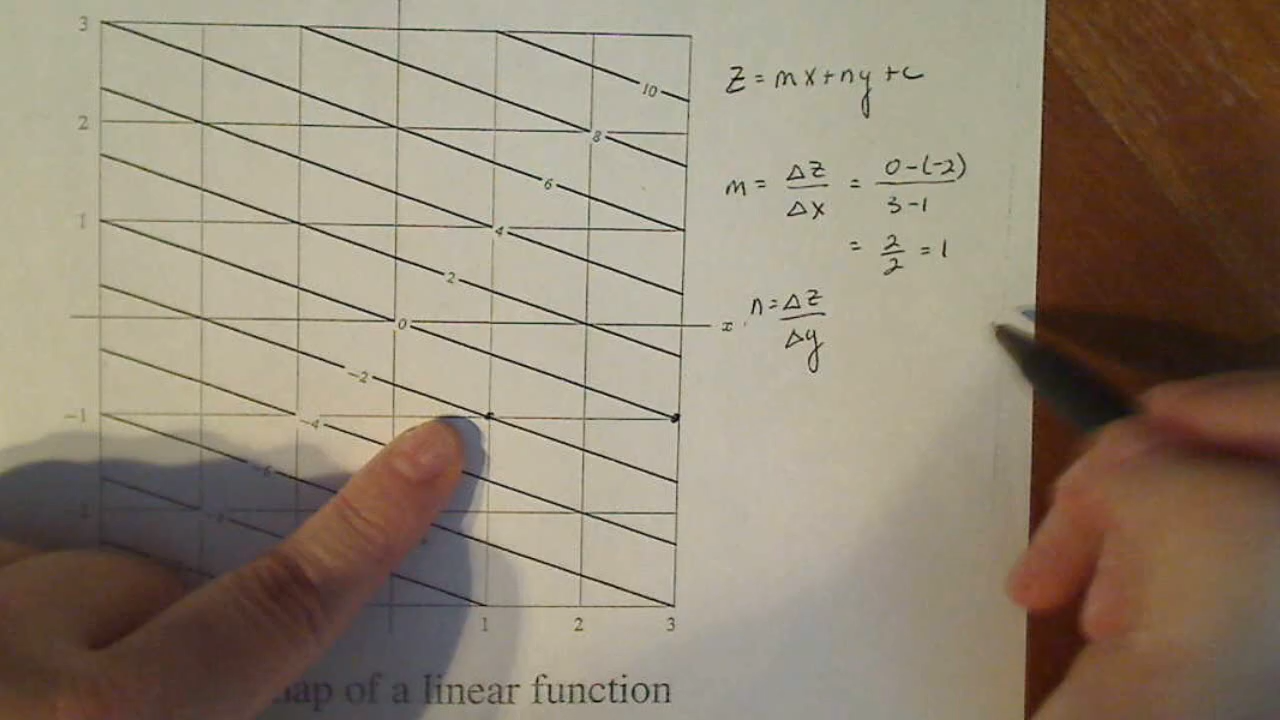 3
2
1
-1
10
8
6
4
2
0
-2
-4
-6
x
1 2 3
map of a linear function
z = mx + ny + c
m = Δz / Δx = 0-(-2) / 3-1
= 2/2 = 1
n = Δz / Δy